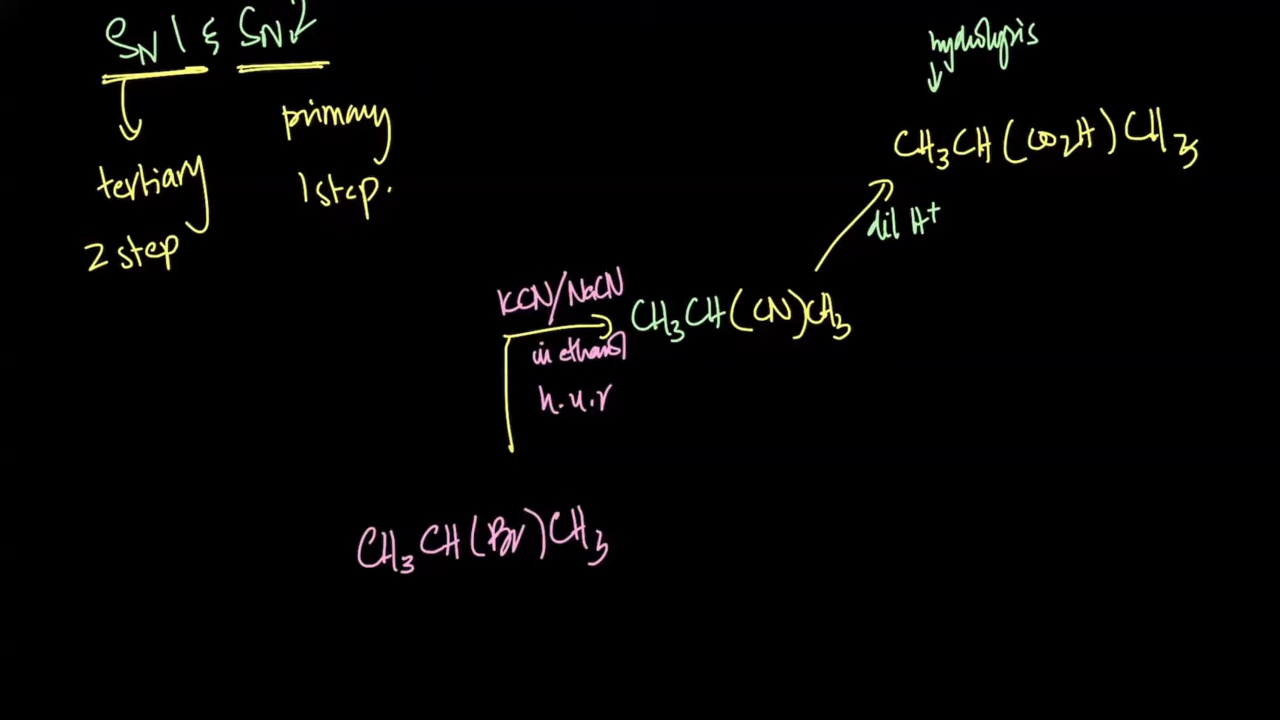 SN1 & SN2
tertiary
2 step
primary
1 step.
hydrolysis
CH3CH(CO2H)CH3
dil H+
KCN/NaCN
in ethanol
h.u.r
CH3CH(CN)CH3
CH3CH(Br)CH3